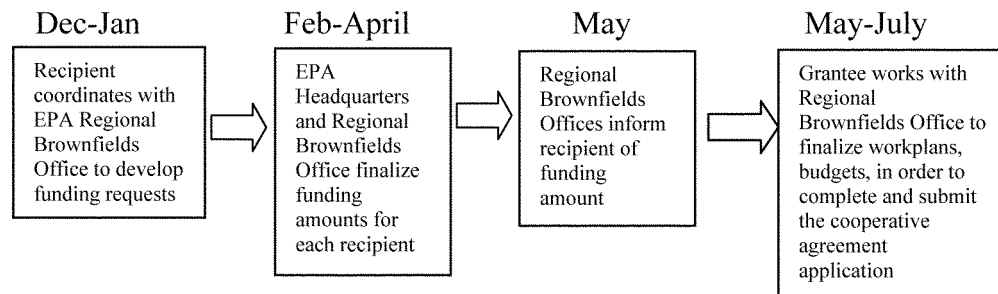 Dec-Jan
Recipient
coordinates with
EPA Regional
Brownfields
Office to develop
funding requests
Feb-April
EPA
Headquarters
and Regional
Brownfields
Office finalize
funding
amounts for
each recipient
May
Regional
Brownfields
Offices inform
recipient of
funding
amount
May-July
Grantee works with
Regional
Brownfields Office to
finalize workplans,
budgets, in order to
complete and submit
the cooperative
agreement
application